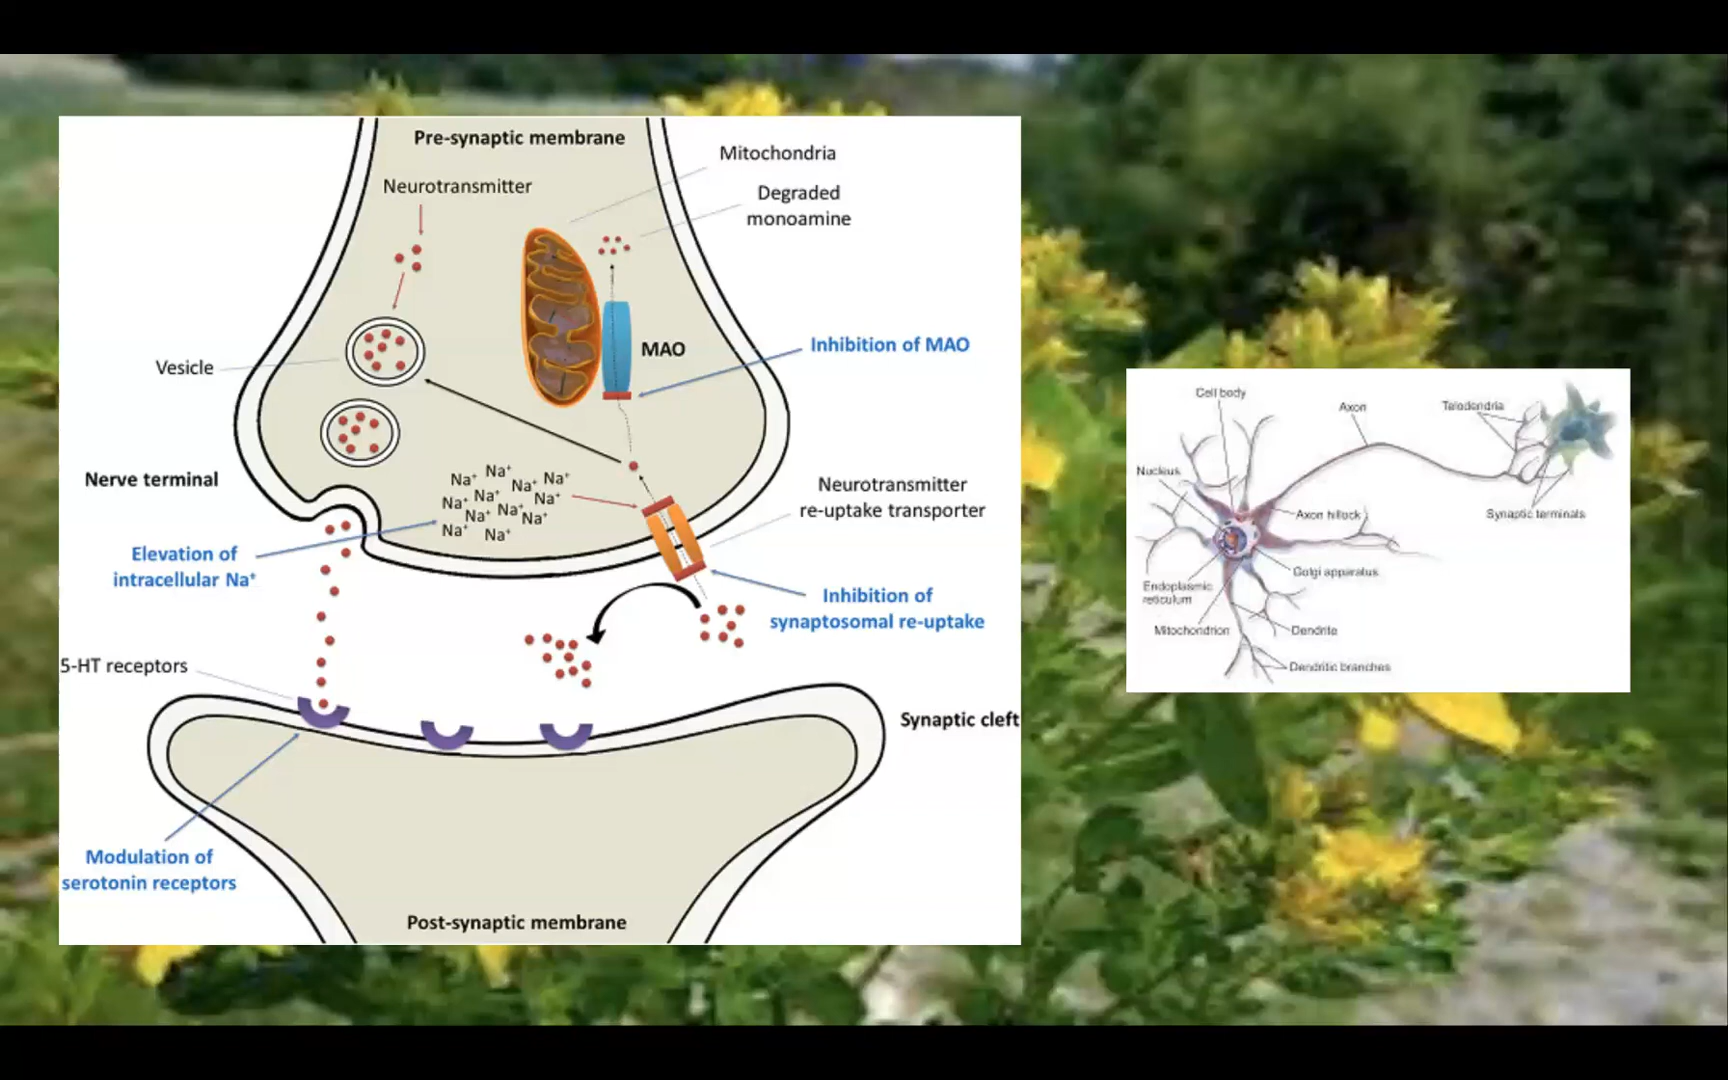 Pre-synaptic membrane
Neurotransmitter
Mitochondria
Degraded
monoamine
Vesicle
MAO
Inhibition of MAO
Nerve terminal
Na⁺ Na⁺ Na⁺ Na⁺
Na⁺ Na⁺ Na⁺
Na⁺ Na⁺ Na⁺
Na⁺ Na⁺
Neurotransmitter
re-uptake transporter
Elevation of
intracellular Na⁺
Inhibition of
synaptosomal re-uptake
5-HT receptors
Synaptic cleft
Modulation of
serotonin receptors
Post-synaptic membrane
Cell body
Axon
Telodendria
Nucleus
Synaptic terminals
Axon hillock
Golgi apparatus
Endoplasmic
reticulum
Mitochondrion
Dendrite
Dendritic branches